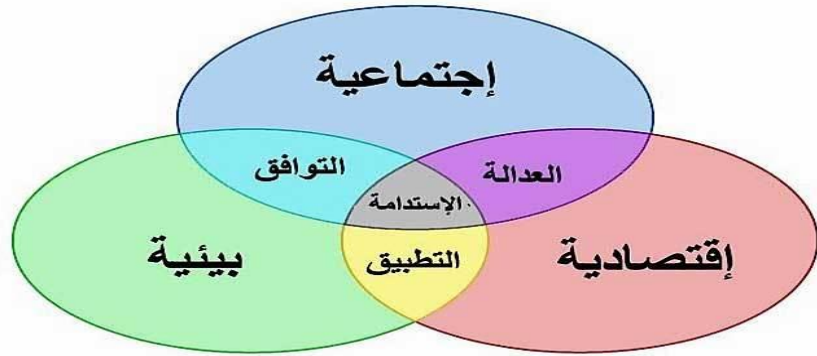 إجتماعية
التوافق
العدالة
الإستدامة.
بيئية
التطبيق
إقتصادية